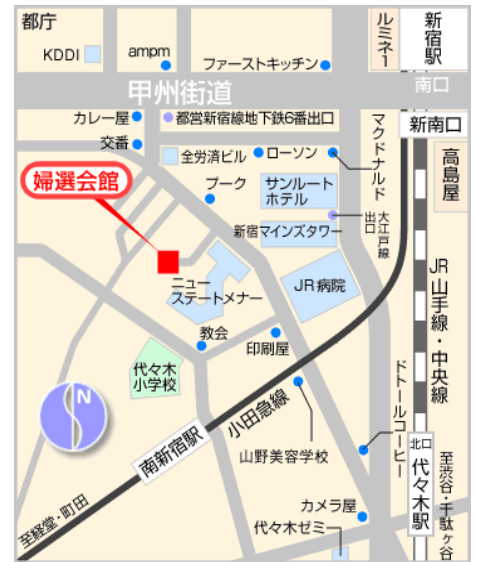 都庁
KDDI
ampm
ファーストキッチン
ルミネ1
新宿駅
南口
甲州街道
カレー屋
都営新宿線地下鉄6番出口
マクドナルド
新南口
交番
全労済ビル
ローソン
高島屋
婦選会館
プーク
サンルート
ホテル
大江戸線
出口
新宿マインズタワー
ニュー
ステートメナー
JR病院
JR山手線・中央線
教会
印刷屋
代々木
小学校
N
小田急線
ドトールコーヒー
南新宿駅
山野美容学校
北口
代々木駅
至渋谷・千駄ヶ谷
至経堂・町田
カメラ屋
代々木ゼミ